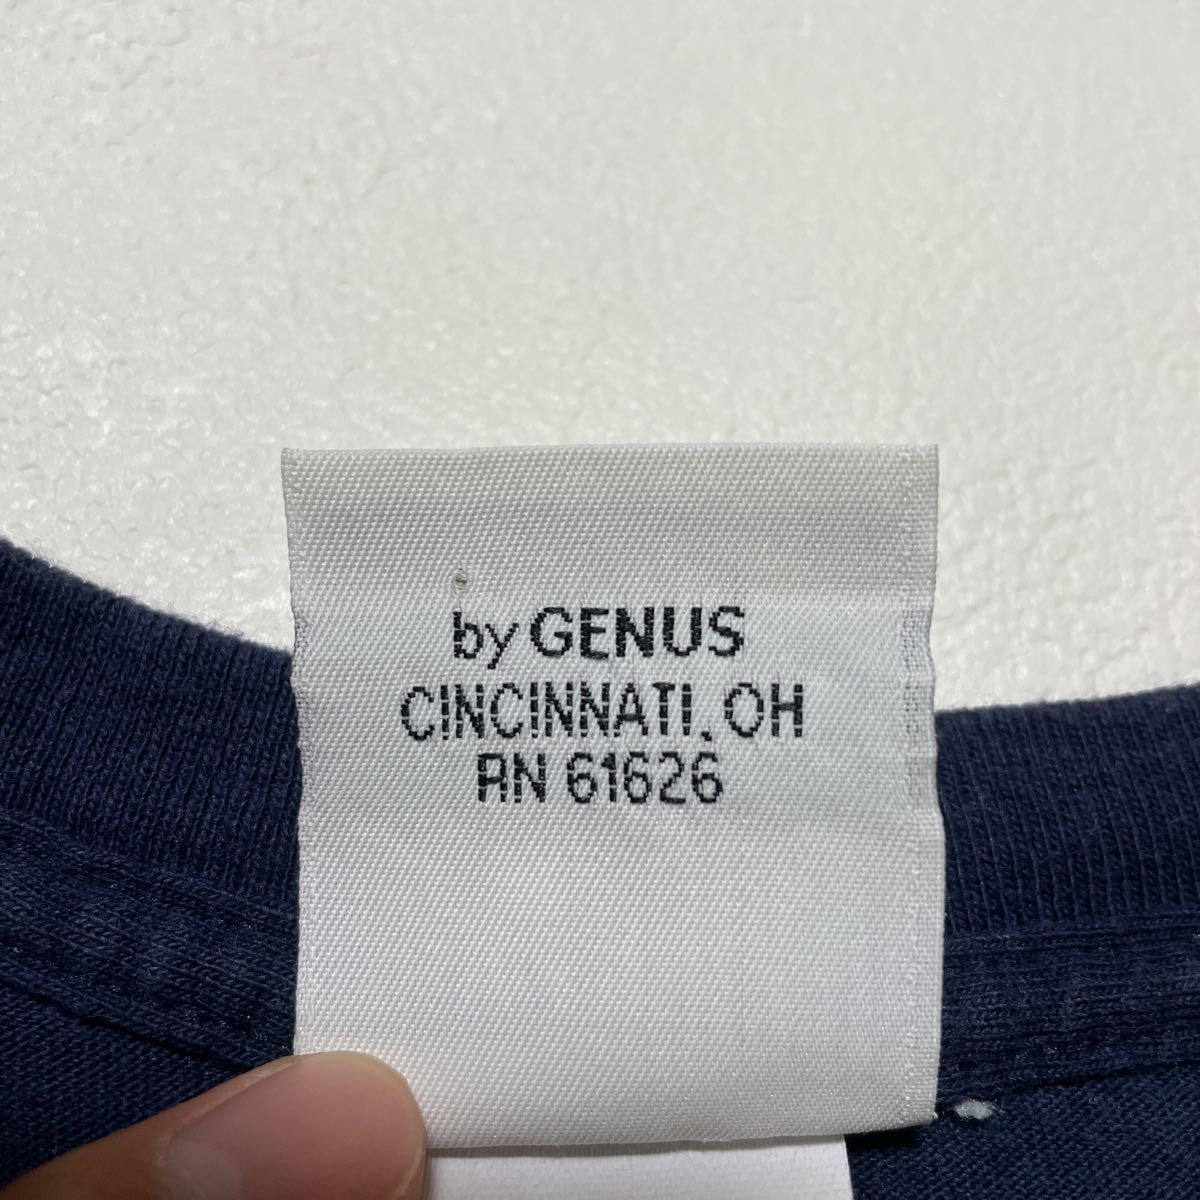 by GENUS
CINCINNATI, OH
RN 61626